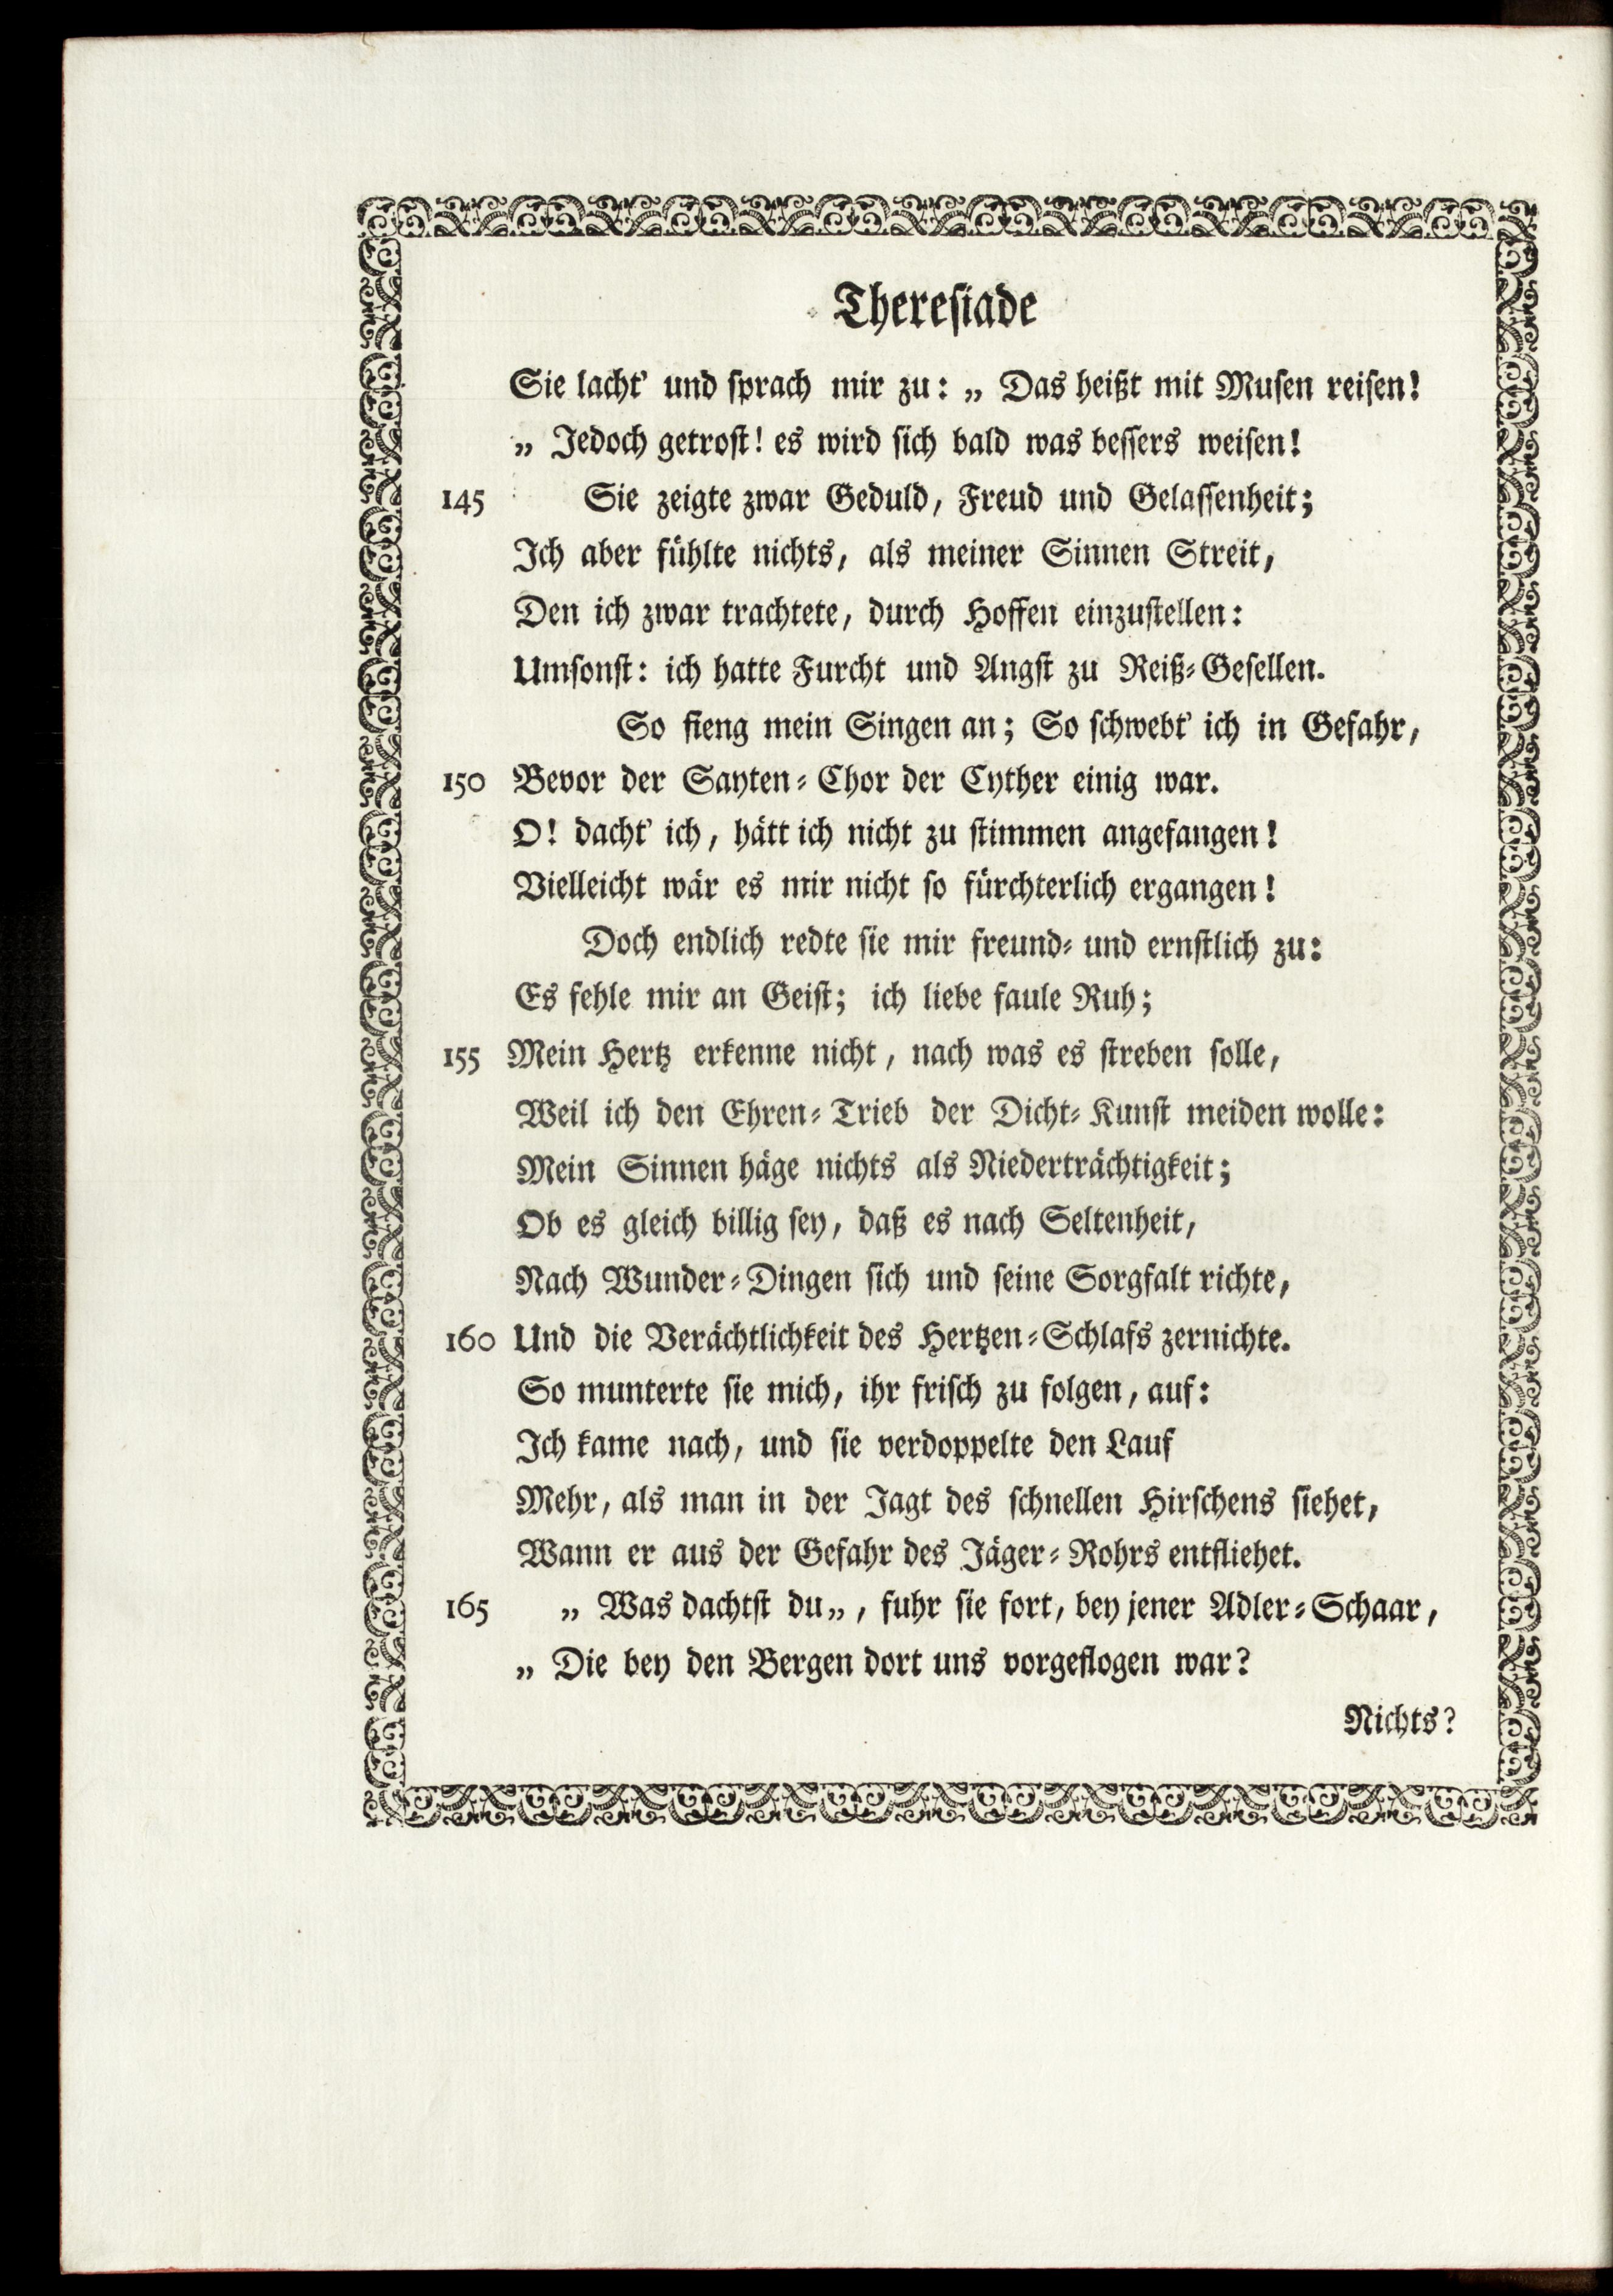 Theresiade
Sie lacht' und sprach mir zu: „ Das heißt mit Musen reisen!
„ Jedoch getrost! es wird sich bald was bessers weisen!
145 Sie zeigte zwar Geduld, Freud und Gelassenheit;
Ich aber fühlte nichts, als meiner Sinnen Streit,
Den ich zwar trachtete, durch Hoffen einzustellen:
Umsonst: ich hatte Furcht und Angst zu Reiß-Gesellen.
So fieng mein Singen an; So schwebt' ich in Gefahr,
150 Bevor der Sayten-Chor der Cyther einig war.
O! dacht' ich, hätt ich nicht zu stimmen angefangen!
Vielleicht wär es mir nicht so fürchterlich ergangen!
Doch endlich redte sie mir freund- und ernstlich zu:
Es fehle mir an Geist; ich liebe faule Ruh;
155 Mein Hertz erkenne nicht, nach was es streben solle,
Weil ich den Ehren-Trieb der Dicht-Kunst meiden wolle:
Mein Sinnen häge nichts als Niederträchtigkeit;
Ob es gleich billig sey, daß es nach Seltenheit,
Nach Wunder-Dingen sich und seine Sorgfalt richte,
160 Und die Verächtlichkeit des Hertzen-Schlafs zernichte.
So munterte sie mich, ihr frisch zu folgen, auf:
Ich kame nach, und sie verdoppelte den Lauf
Mehr, als man in der Jagt des schnellen Hirschens siehet,
Wann er aus der Gefahr des Jäger-Rohrs entfliehet.
165 „ Was dachtst du„, fuhr sie fort, bey jener Adler-Schaar,
„ Die bey den Bergen dort uns vorgeflogen war?
Nichts?